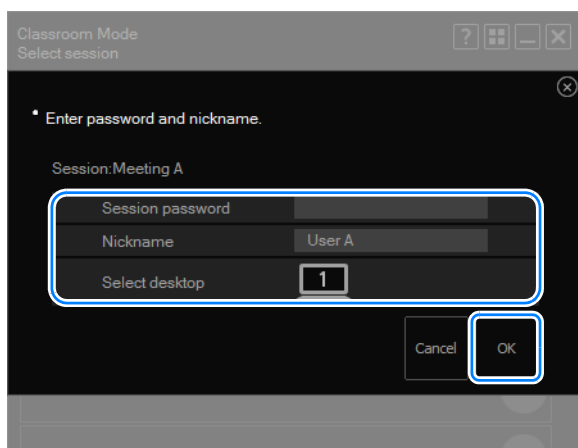 Classroom Mode
Select session
Enter password and nickname.
Session:Meeting A
Session password
Nickname User A
Select desktop 1
Cancel OK